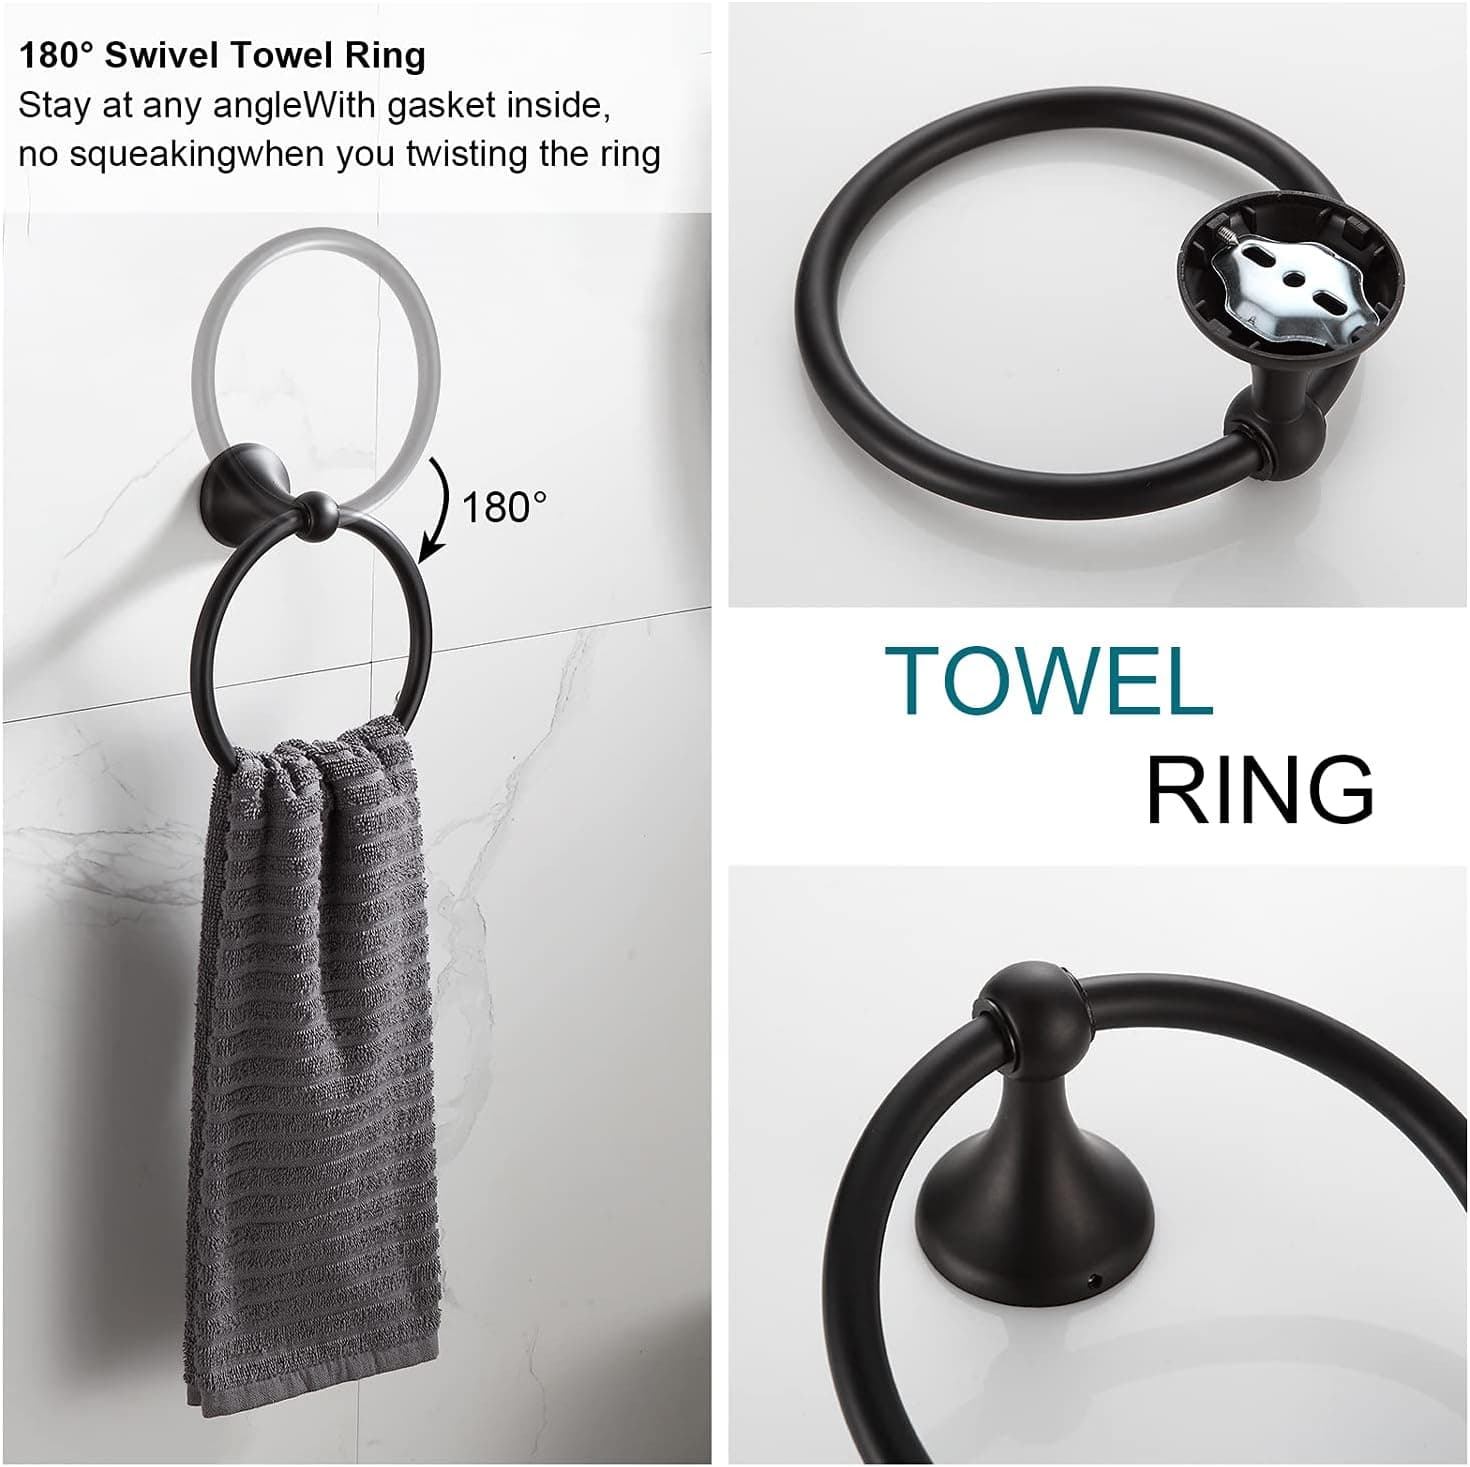 180° Swivel Towel Ring
Stay at any angleWith gasket inside,
no squeakingwhen you twisting the ring
180°
TOWEL
RING